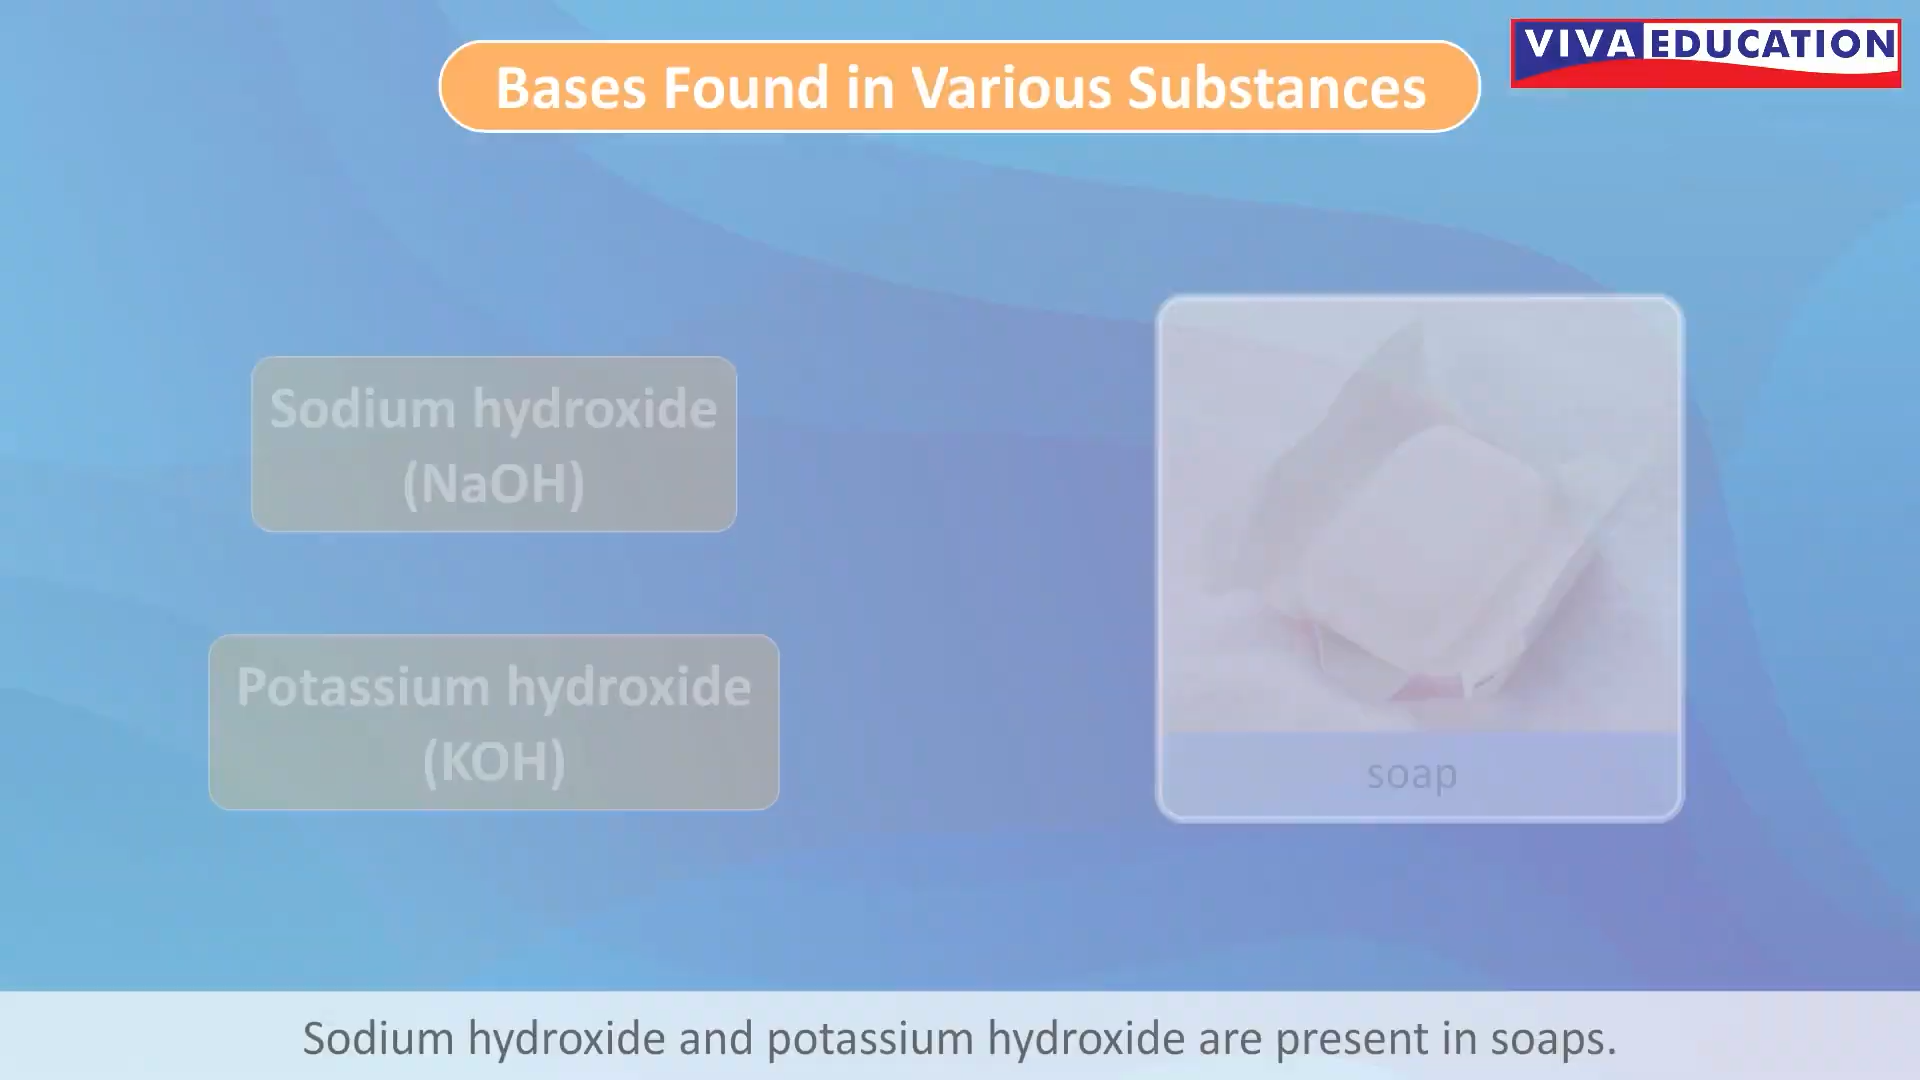 VIVA EDUCATION
Bases Found in Various Substances
Sodium hydroxide
(NaOH)
Potassium hydroxide
(KOH)
soap
Sodium hydroxide and potassium hydroxide are present in soaps.